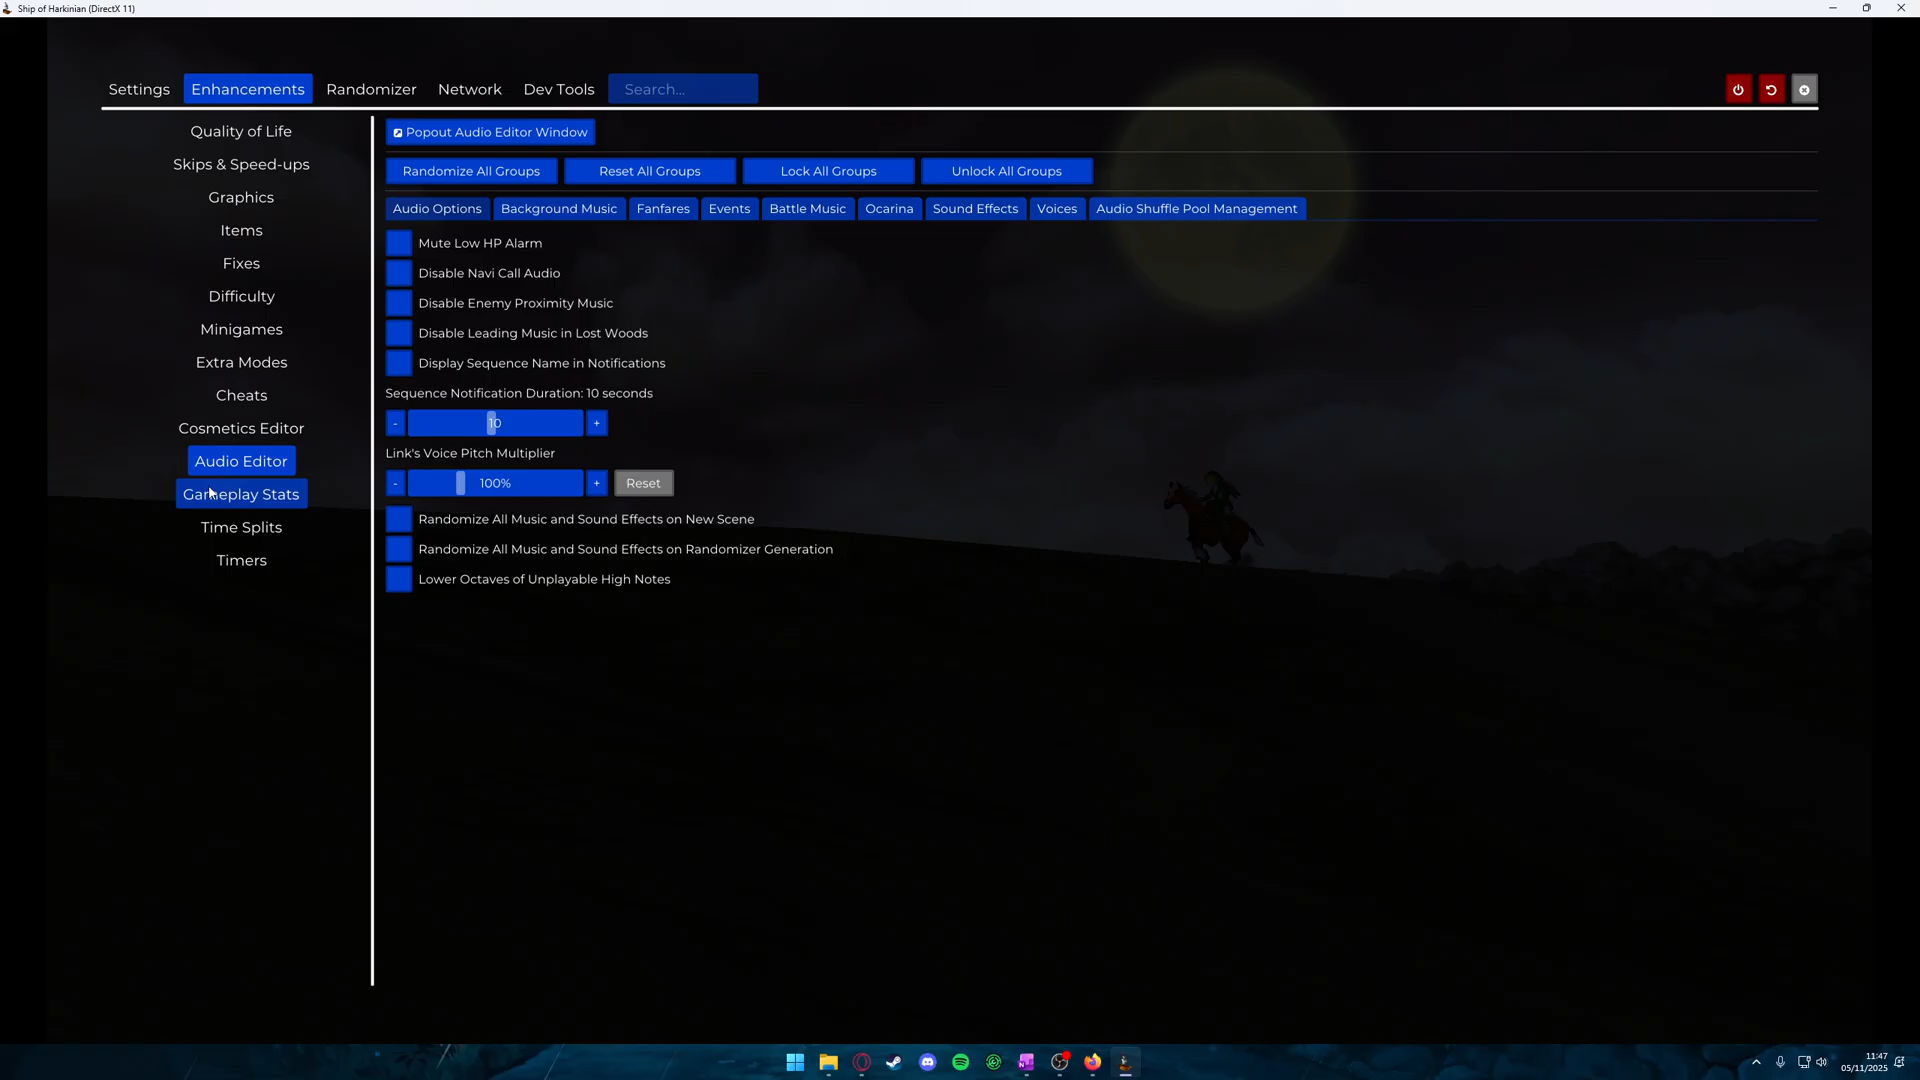 Ship of Harkinian (DirectX 11)
Settings
Enhancements
Randomizer
Network
Dev Tools
Search...
Quality of Life
Skips & Speed-ups
Graphics
Items
Fixes
Difficulty
Minigames
Extra Modes
Cheats
Cosmetics Editor
Audio Editor
Gameplay Stats
Time Splits
Timers
Popout Audio Editor Window
Randomize All Groups
Reset All Groups
Lock All Groups
Unlock All Groups
Audio Options
Background Music
Fanfares
Events
Battle Music
Ocarina
Sound Effects
Voices
Audio Shuffle Pool Management
Mute Low HP Alarm
Disable Navi Call Audio
Disable Enemy Proximity Music
Disable Leading Music in Lost Woods
Display Sequence Name in Notifications
Sequence Notification Duration: 10 seconds
- 10 +
Link's Voice Pitch Multiplier
- 100% + Reset
Randomize All Music and Sound Effects on New Scene
Randomize All Music and Sound Effects on Randomizer Generation
Lower Octaves of Unplayable High Notes
11:47
05/11/2025